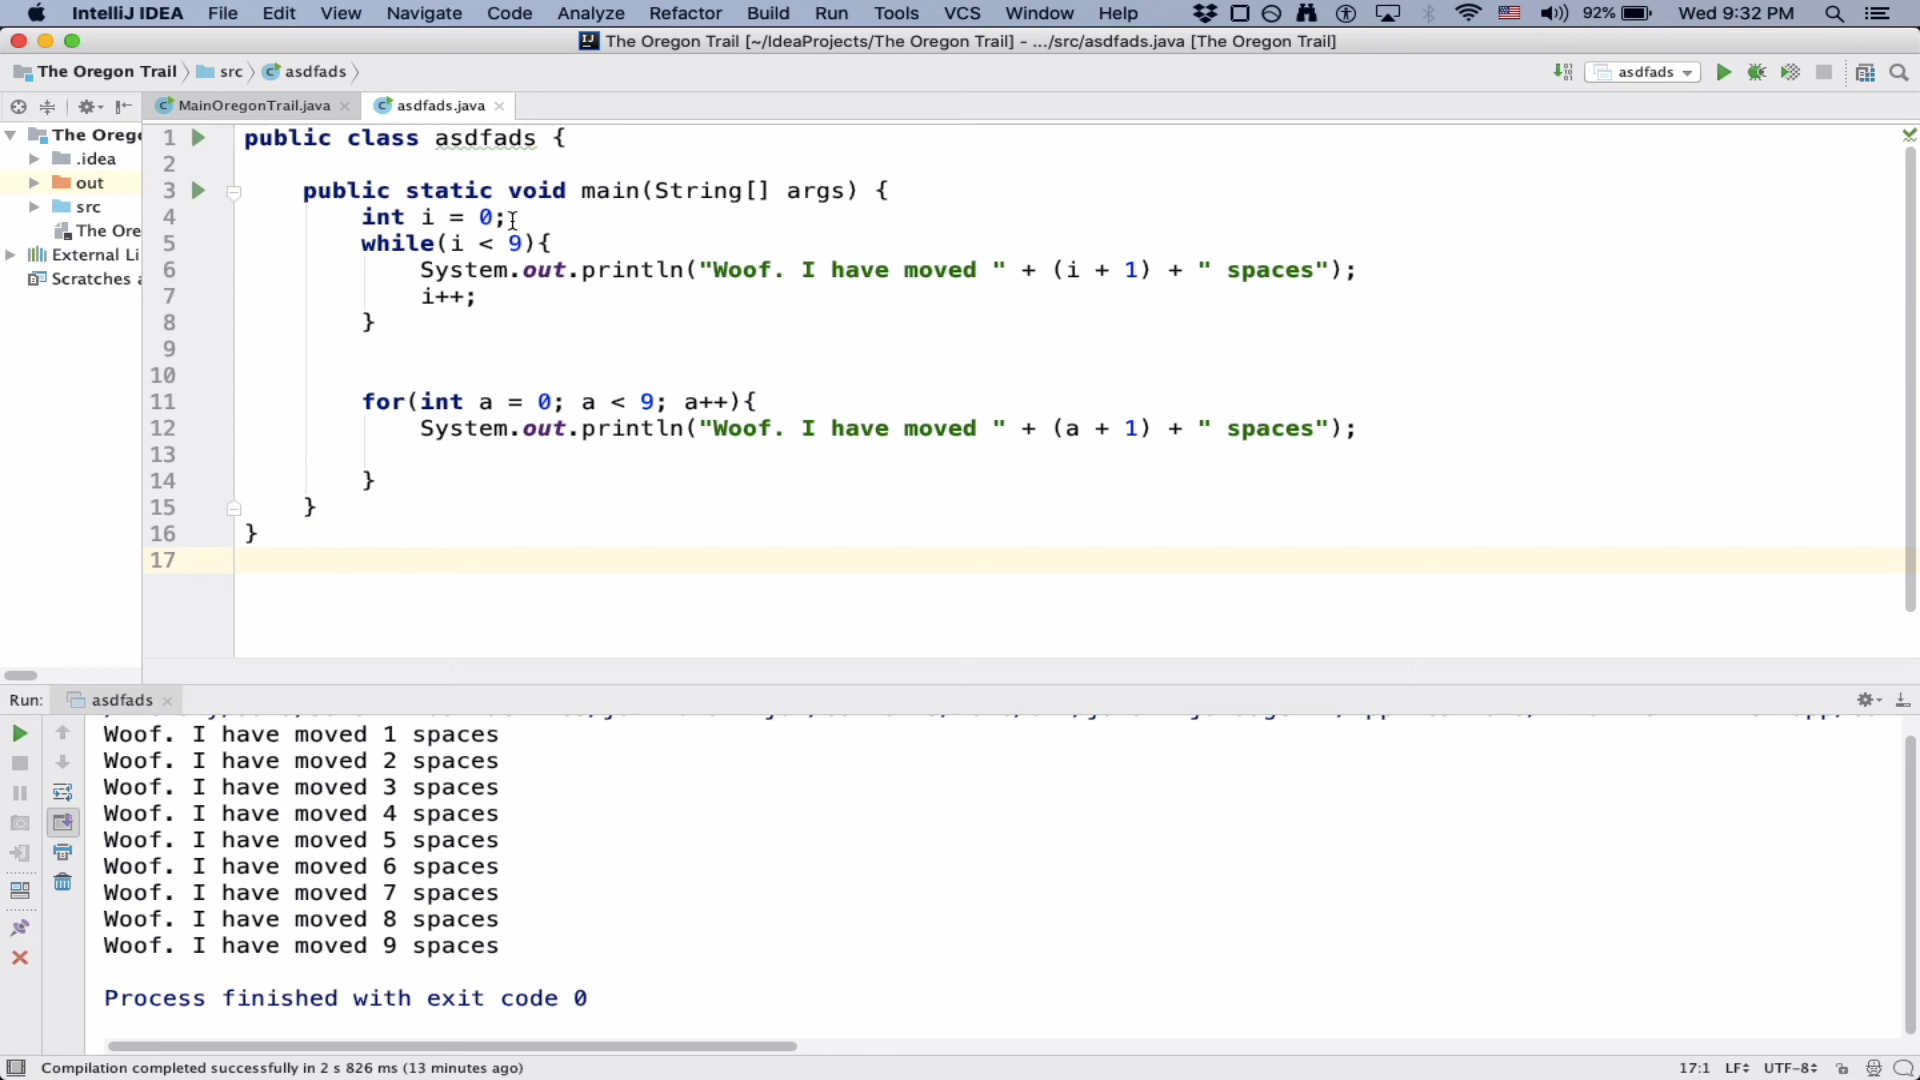 IntelliJ IDEA File Edit View Navigate Code Analyze Refactor Build Run Tools VCS Window Help 92% Wed 9:32 PM
The Oregon Trail [~/IdeaProjects/The Oregon Trail] - .../src/asdfads.java [The Oregon Trail]
The Oregon Trail src asdfads asdfads
MainOregonTrail.java asdfads.java
The Orego
.idea
out
src
The Ore
External Li
Scratches a
1 public class asdfads {
2
3 public static void main(String[] args) {
4 int i = 0;
5 while(i < 9){
6 System.out.println("Woof. I have moved " + (i + 1) + " spaces");
7 i++;
8 }
9
10
11 for(int a = 0; a < 9; a++){
12 System.out.println("Woof. I have moved " + (a + 1) + " spaces");
13
14 }
15 }
16 }
17
Run: asdfads
Woof. I have moved 1 spaces
Woof. I have moved 2 spaces
Woof. I have moved 3 spaces
Woof. I have moved 4 spaces
Woof. I have moved 5 spaces
Woof. I have moved 6 spaces
Woof. I have moved 7 spaces
Woof. I have moved 8 spaces
Woof. I have moved 9 spaces
Process finished with exit code 0
Compilation completed successfully in 2 s 826 ms (13 minutes ago) 17:1 LF UTF-8